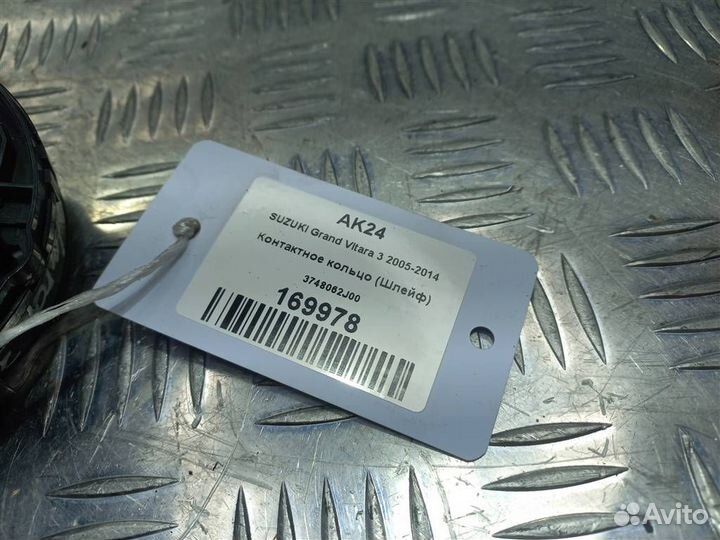 AK24
SUZUKI Grand Vitara 3 2005-2014
Контактное кольцо (Шлейф)
3748062J00
169978
Avito